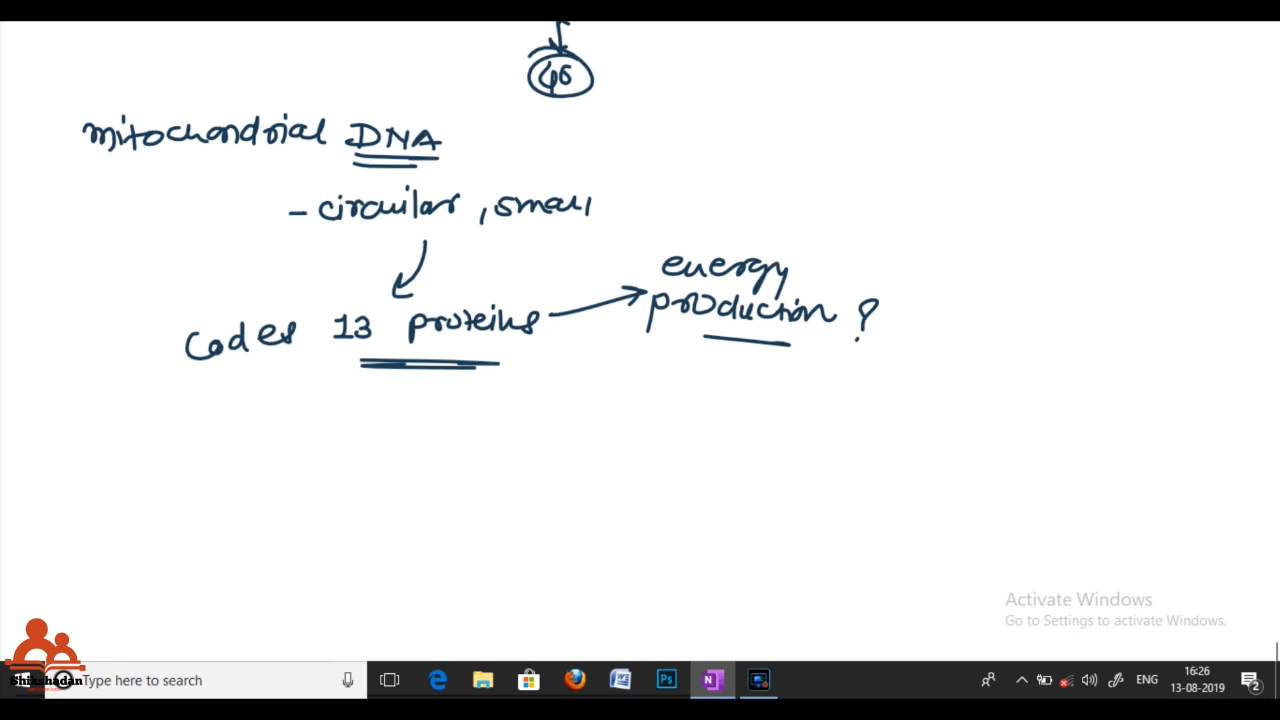 46
mitochondrial DNA
- circular, small
codes 13 proteins
energy
production ?
Activate Windows
Go to Settings to activate Windows.
Shikshadan
Type here to search
ENG
16:26
13-08-2019
2